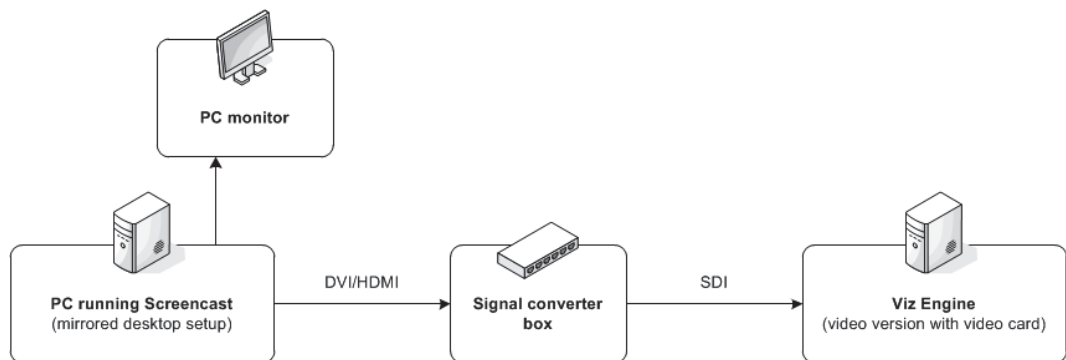 PC monitor
PC running Screencast
(mirrored desktop setup)
DVI/HDMI
Signal converter
box
SDI
Viz Engine
(video version with video card)